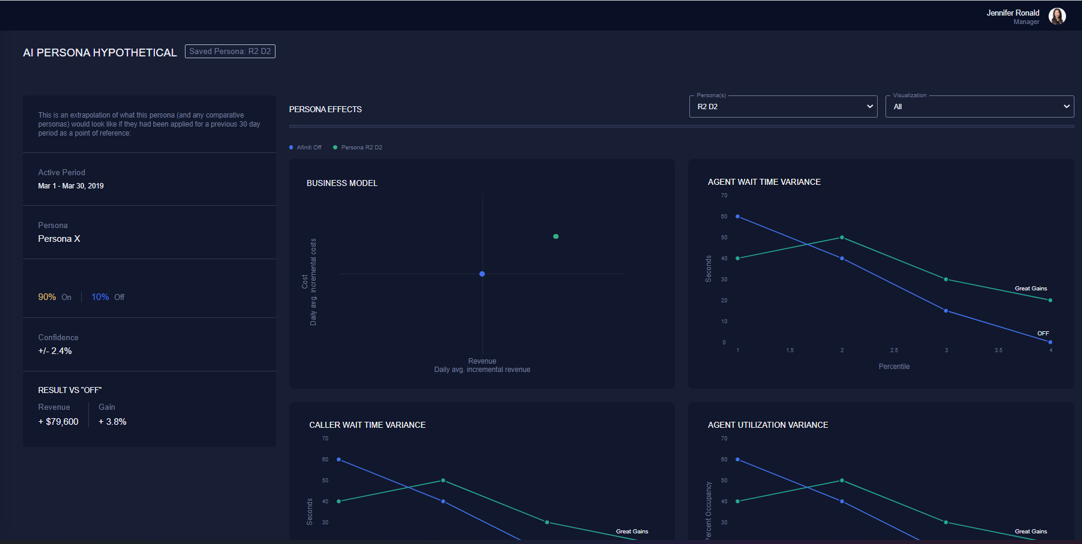 Jennifer Ronald
Manager
AI PERSONA HYPOTHETICAL
Saved Persona: R2 D2
This is an extrapolation of what this persona (and any comparative
personas) would look like if they had been applied for a previous 30 day
period as a point of reference:
Active Period
Mar 1 - Mar 30, 2019
Persona
Persona X
90% On
10% Off
Confidence
+/- 2.4%
RESULT VS "OFF"
Revenue
+ $79,600
Gain
+ 3.8%
PERSONA EFFECTS
Persona(s)
R2 D2
Visualization
All
Afiniti Off
Persona R2 D2
BUSINESS MODEL
Cost
Daily avg. incremental costs
Revenue
Daily avg. incremental revenue
AGENT WAIT TIME VARIANCE
70
60
50
40
30
20
10
0
Seconds
Great Gains
OFF
1 1.5 2 2.5 3 3.5 4
Percentile
CALLER WAIT TIME VARIANCE
70
60
50
40
30
Seconds
Great Gains
AGENT UTILIZATION VARIANCE
70
60
50
40
30
Percent Occupancy
Great Gains